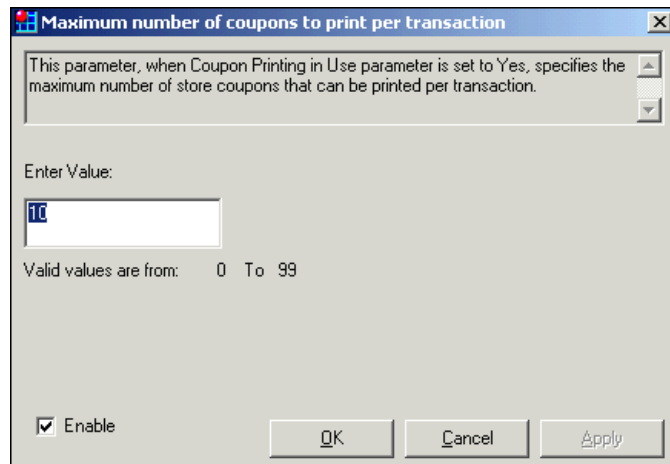 Maximum number of coupons to print per transaction
This parameter, when Coupon Printing in Use parameter is set to Yes, specifies the
maximum number of store coupons that can be printed per transaction.
Enter Value:
10
Valid values are from: 0 To 99
Enable
OK
Cancel
Apply